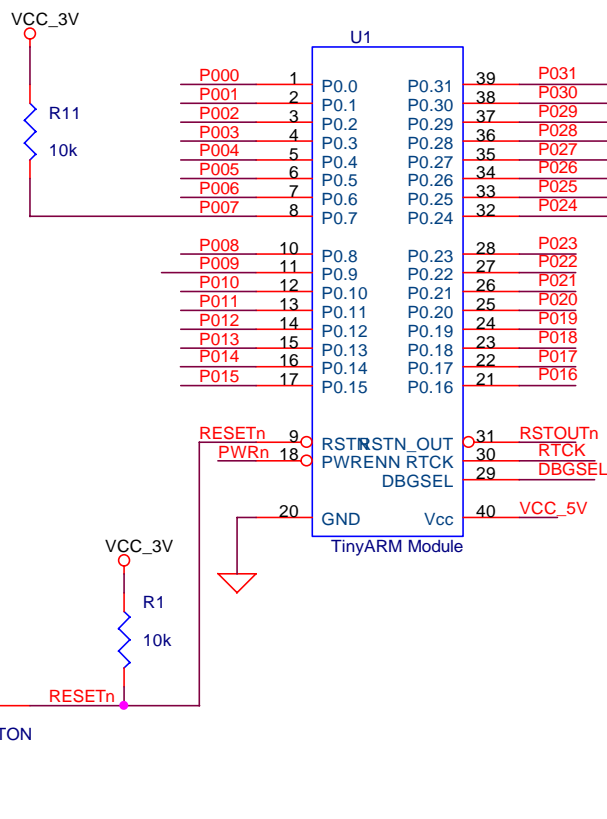 VCC_3V
U1
R11
10k
P000 1 P0.0 P0.31 39 P031
P001 2 P0.1 P0.30 38 P030
P002 3 P0.2 P0.29 37 P029
P003 4 P0.3 P0.28 36 P028
P004 5 P0.4 P0.27 35 P027
P005 6 P0.5 P0.26 34 P026
P006 7 P0.6 P0.25 33 P025
P007 8 P0.7 P0.24 32 P024
P008 10 P0.8 P0.23 28 P023
P009 11 P0.9 P0.22 27 P022
P010 12 P0.10 P0.21 26 P021
P011 13 P0.11 P0.20 25 P020
P012 14 P0.12 P0.19 24 P019
P013 15 P0.13 P0.18 23 P018
P014 16 P0.14 P0.17 22 P017
P015 17 P0.15 P0.16 21 P016
RESETn 9 RSTN RSTN_OUT 31 RSTOUTn
PWRn 18 PWRENN RTCK 30 RTCK
DBGSEL 29 DBGSEL
20 GND Vcc 40 VCC_5V
TinyARM Module
VCC_3V
R1
10k
RESETn
TON